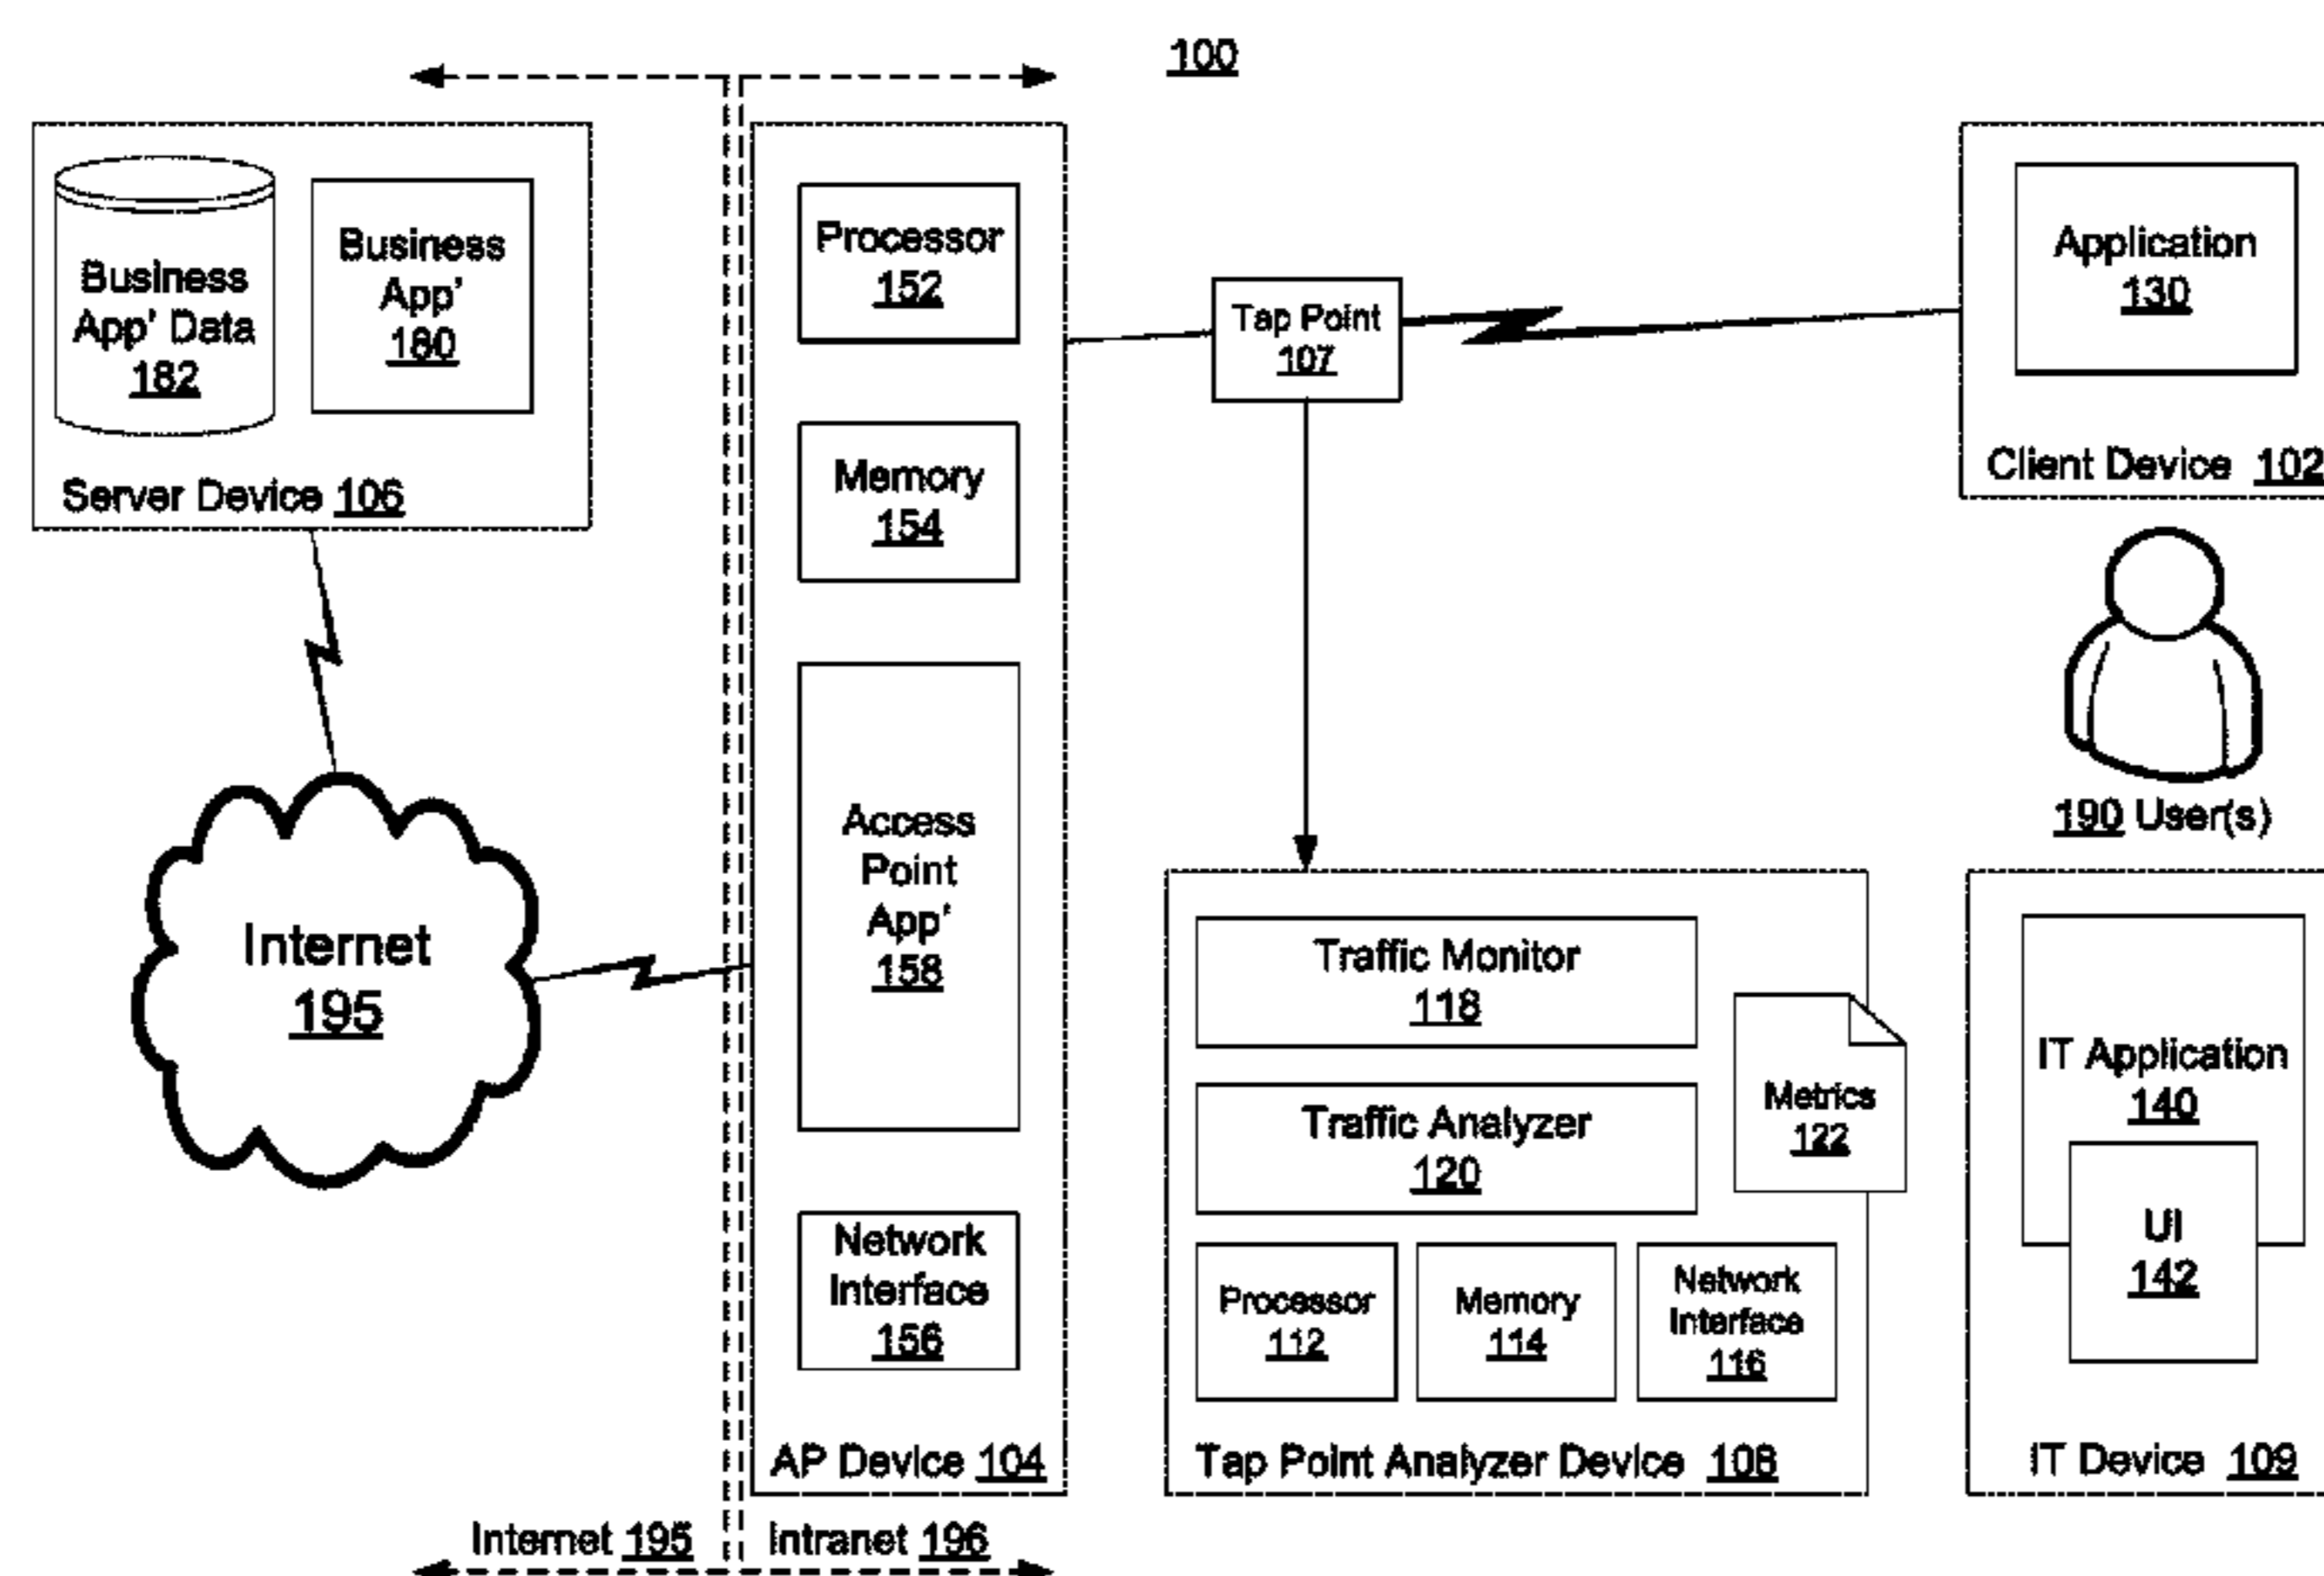 100
Business
App' Data
182
Business
App'
180
Server Device 106
Internet
195
Processor
152
Memory
154
Access
Point
App'
158
Network
Interface
156
AP Device 104
Internet 195
Intranet 196
Tap Point
107
Application
130
Client Device 102
190 User(s)
Traffic Monitor
118
Traffic Analyzer
120
Metrics
122
Processor
112
Memory
114
Network
Interface
116
Tap Point Analyzer Device 108
IT Application
140
UI
142
IT Device 109